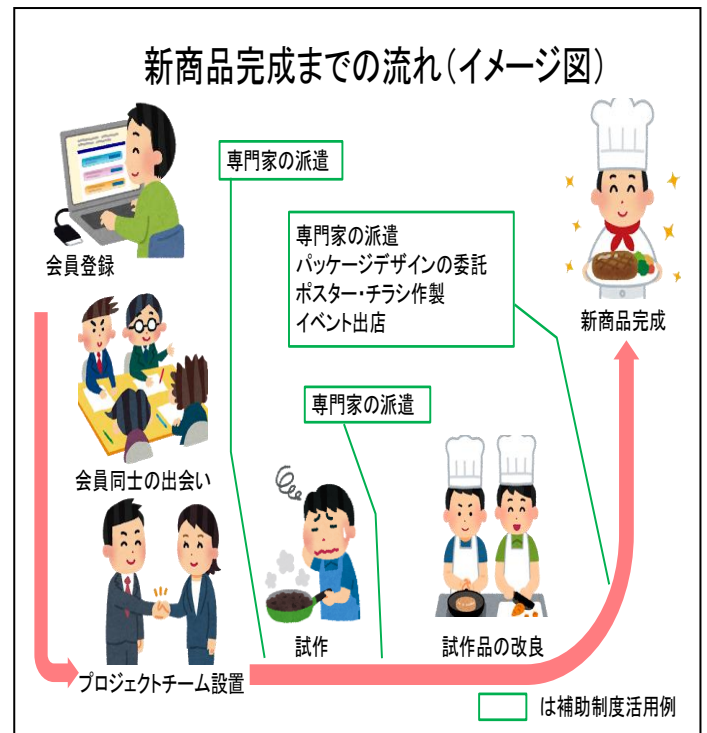 新商品完成までの流れ（イメージ図）
会員登録
専門家の派遣
専門家の派遣
パッケージデザインの委託
ポスター・チラシ作製
イベント出店
新商品完成
会員同士の出会い
専門家の派遣
試作
試作品の改良
プロジェクトチーム設置
は補助制度活用例